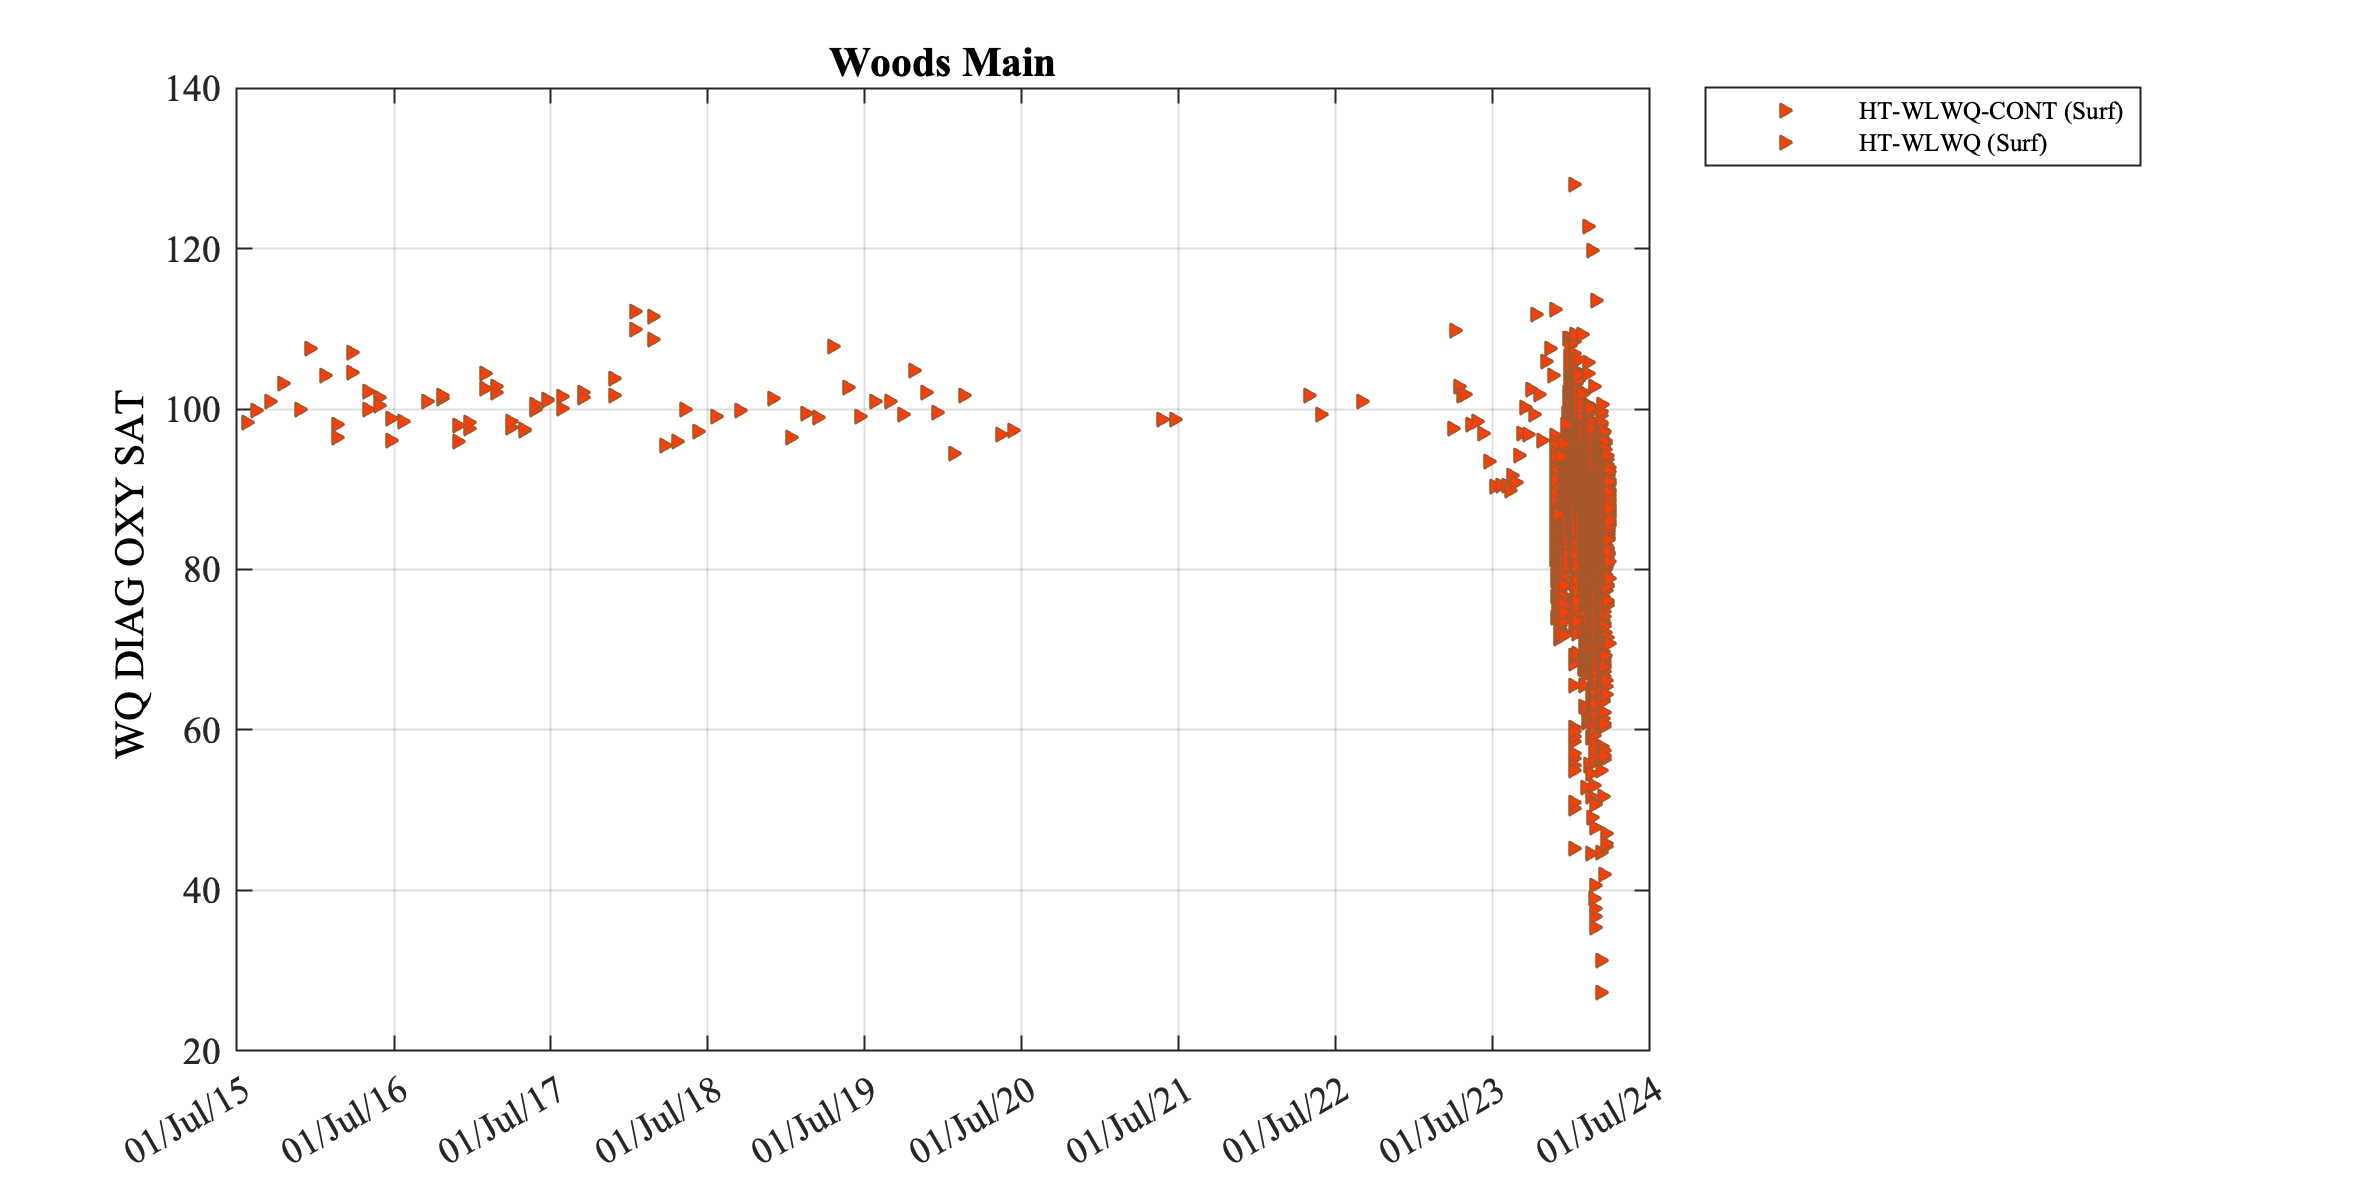 Woods Main
HT-WLWQ-CONT (Surf)
HT-WLWQ (Surf)
WQ DIAG OXY SAT
140
120
100
80
60
40
20
01/Jul/15
01/Jul/16
01/Jul/17
01/Jul/18
01/Jul/19
01/Jul/20
01/Jul/21
01/Jul/22
01/Jul/23
01/Jul/24